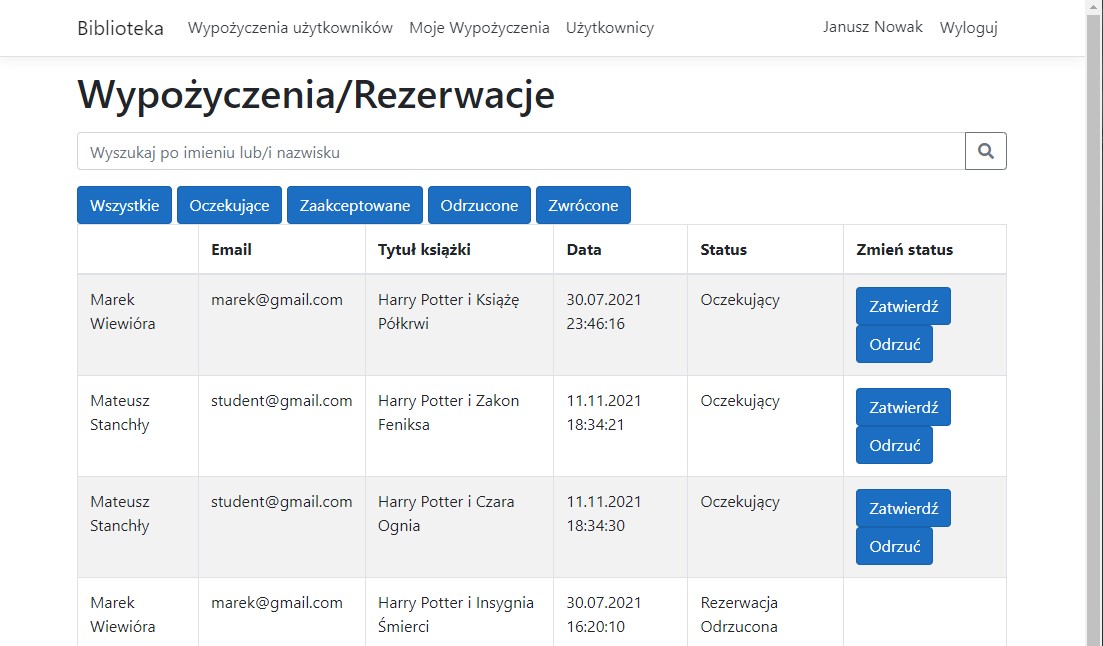 Biblioteka Wypożyczenia użytkowników Moje Wypożyczenia Użytkownicy Janusz Nowak Wyloguj
Wypożyczenia/Rezerwacje
Wyszukaj po imieniu lub/i nazwisku
Wszystkie Oczekujące Zaakceptowane Odrzucone Zwrócone
Email Tytuł książki Data Status Zmień status
Marek marek@gmail.com Harry Potter i Książę 30.07.2021 Oczekujący Zatwierdź
Wiewióra Półkrwi 23:46:16
Odrzuć
Mateusz student@gmail.com Harry Potter i Zakon 11.11.2021 Oczekujący Zatwierdź
Stanchły Feniksa 18:34:21
Odrzuć
Mateusz student@gmail.com Harry Potter i Czara 11.11.2021 Oczekujący Zatwierdź
Stanchły Ognia 18:34:30
Odrzuć
Marek marek@gmail.com Harry Potter i Insygnia 30.07.2021 Rezerwacja
Wiewióra Śmierci 16:20:10 Odrzucona